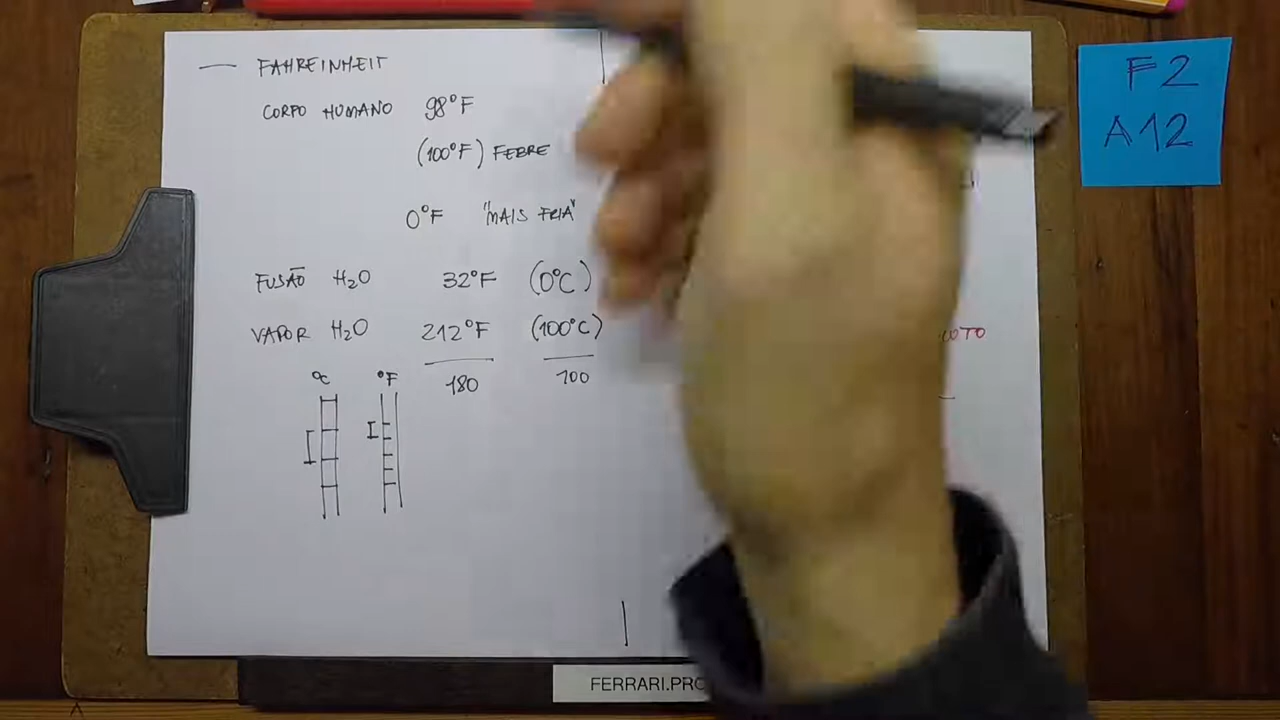 — FAHREINHEIT
CORPO HUMANO 98°F
(100°F) FEBRE
0°F "MAIS FRIA"
FUSÃO H2O 32°F (0°C)
VAPOR H2O 212°F (100°C)
180 100
°C °F
F2
A12
FERRARI.PRO